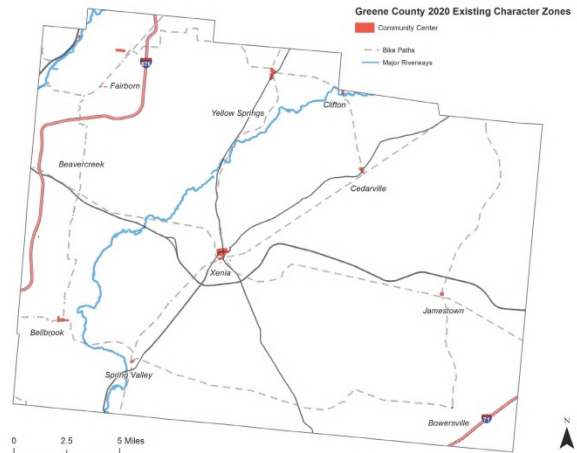 Greene County 2020 Existing Character Zones
Community Center
Bike Paths
Major Riverways
Fairborn
Yellow Springs
Clifton
Beavercreek
Cedarville
Xenia
Jamestown
Bellbrook
Spring Valley
Bowersville
71
N
0 2.5 5 Miles